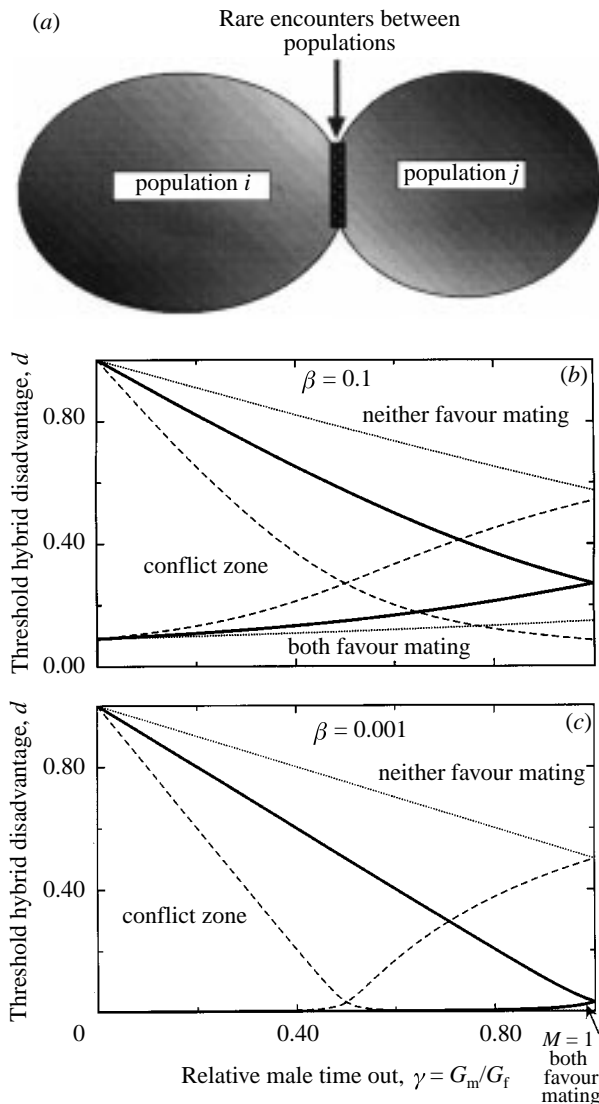 (a)
Rare encounters between
populations
population i
population j
(b)
β = 0.1
neither favour mating
conflict zone
both favour mating
Threshold hybrid disadvantage, d
0.80
0.40
0.00
(c)
β = 0.001
neither favour mating
conflict zone
Threshold hybrid disadvantage, d
0.80
0.40
0
0.40
0.80
M = 1
both
favour
mating
Relative male time out, γ = Gm/Gf